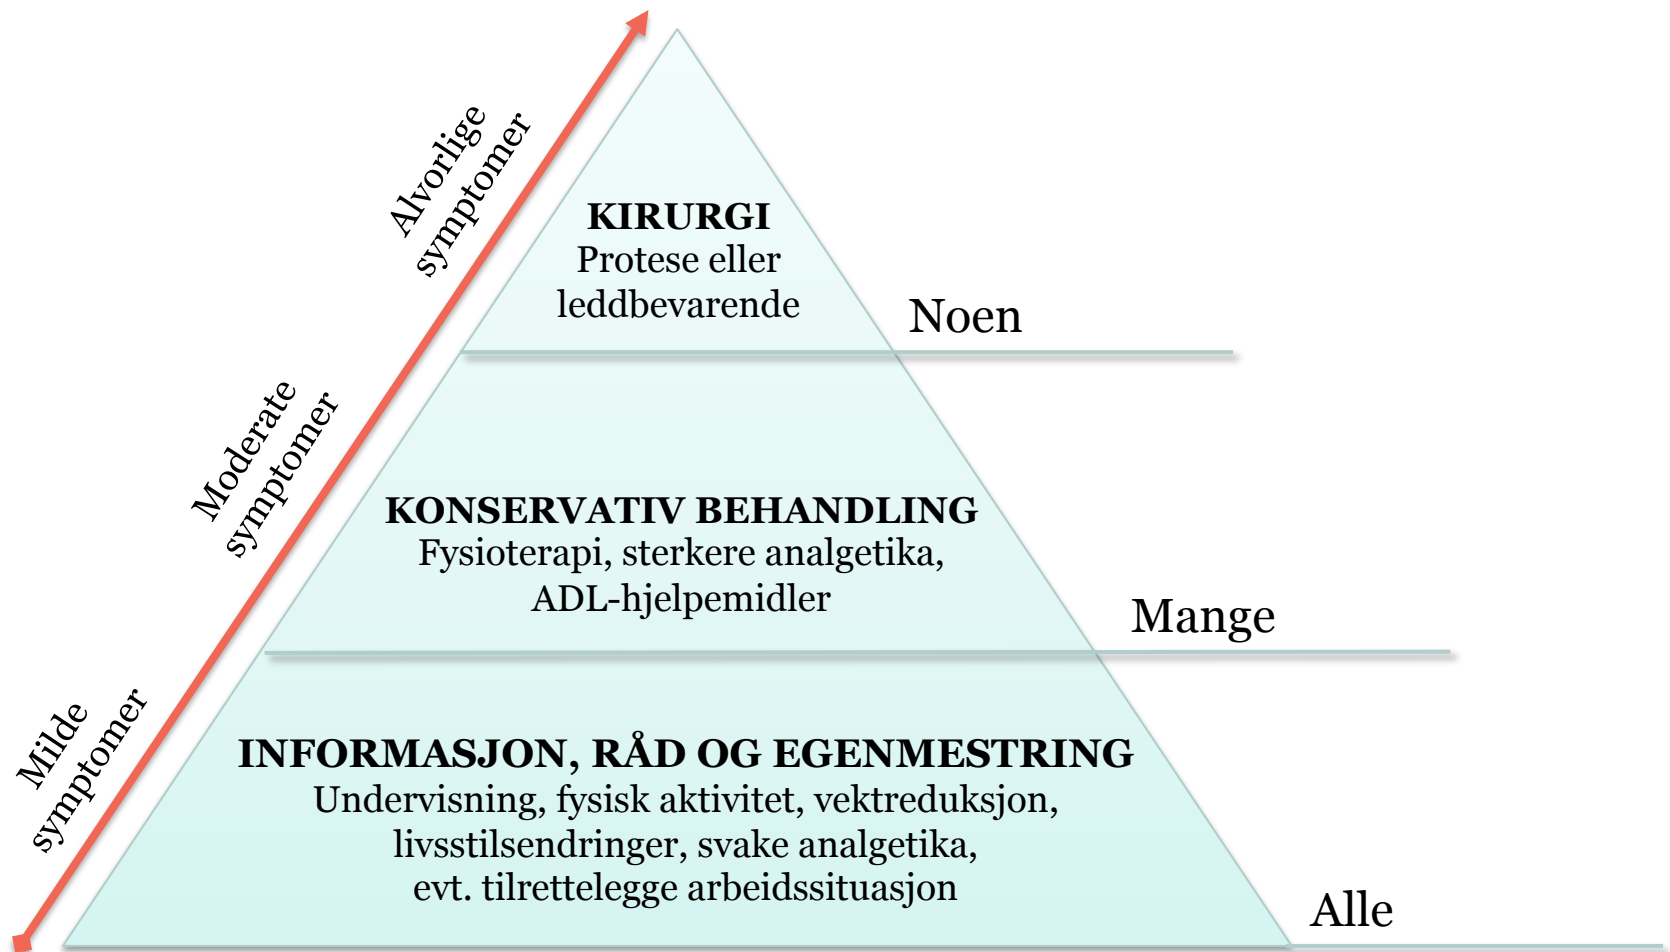 Alvorlige
symptomer
KIRURGI
Protese eller
leddbevarende
Noen
Moderate
symptomer
KONSERVATIV BEHANDLING
Fysioterapi, sterkere analgetika,
ADL-hjelpemidler
Mange
Milde
symptomer
INFORMASJON, RÅD OG EGENMESTRING
Undervisning, fysisk aktivitet, vektreduksjon,
livsstilsendringer, svake analgetika,
evt. tilrettelegge arbeidssituasjon
Alle